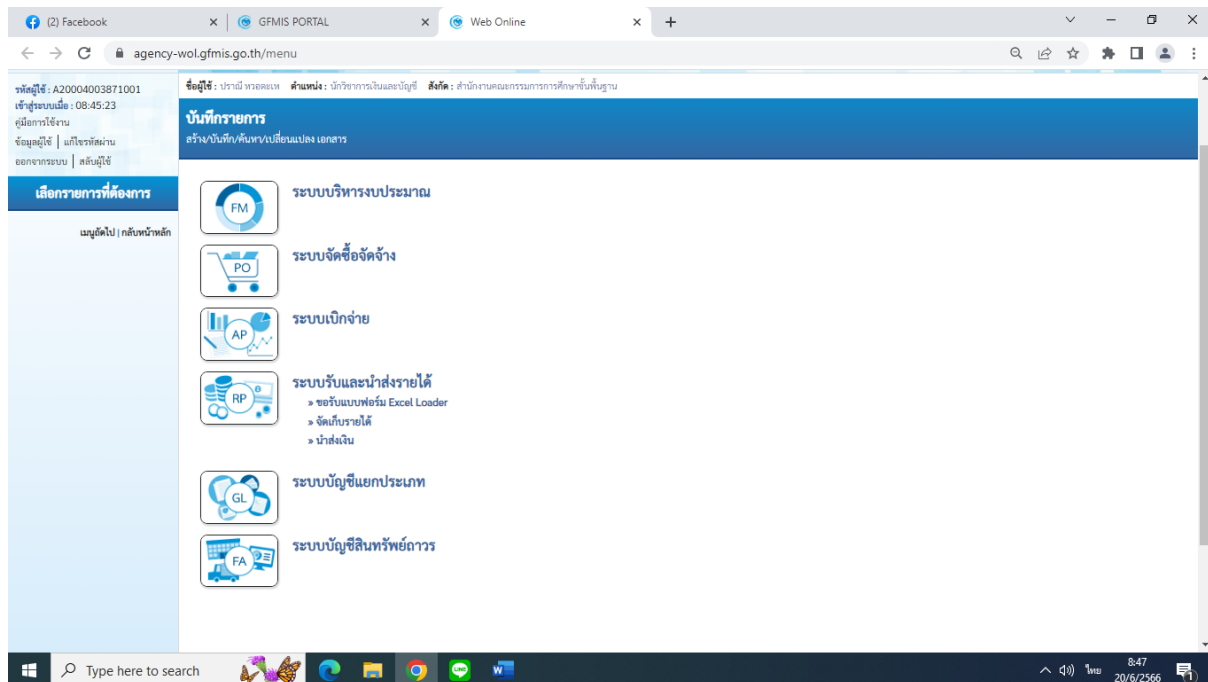 (2) Facebook
GFMIS PORTAL
Web Online
agency-wol.gfmis.go.th/menu
รหัสผู้ใช้ : A20004003871001
เข้าสู่ระบบเมื่อ : 08:45:23
คู่มือการใช้งาน
ข้อมูลผู้ใช้ | แก้ไขรหัสผ่าน
ออกจากระบบ | สลับผู้ใช้
เลือกรายการที่ต้องการ
เมนูถัดไป | กลับหน้าหลัก
ชื่อผู้ใช้ : ปราณี ตำแหน่ง : นักวิชาการเงินและบัญชี สังกัด : สำนักงานคณะกรรมการการศึกษาขั้นพื้นฐาน
บันทึกรายการ
สร้าง/บันทึก/ค้นหา/เปลี่ยนแปลง เอกสาร
FM
ระบบบริหารงบประมาณ
PO
ระบบจัดซื้อจัดจ้าง
AP
ระบบเบิกจ่าย
RP
ระบบรับและนำส่งรายได้
» ขอรับแบบฟอร์ม Excel Loader
» จัดเก็บรายได้
» นำส่งเงิน
GL
ระบบบัญชีแยกประเภท
FA
ระบบบัญชีสินทรัพย์ถาวร
Type here to search
LINE
W
ไทย
8:47
20/6/2566
1